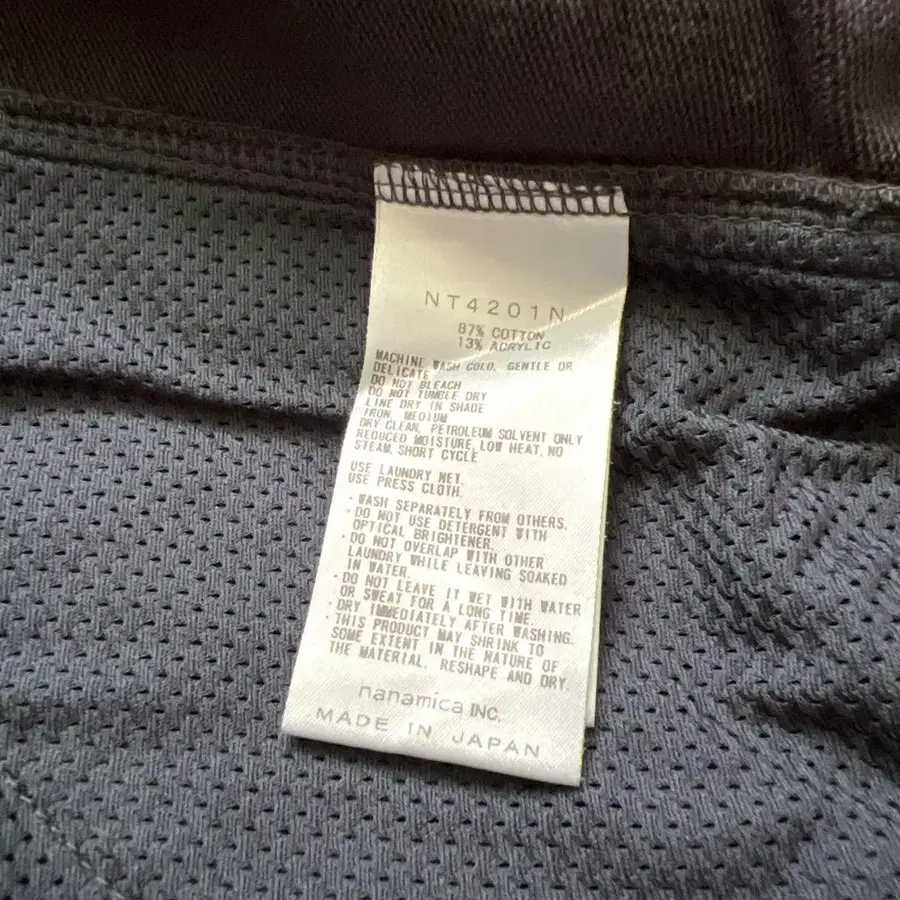 NT4201N
87% COTTON
13% ACRYLIC
MACHINE WASH COLD, GENTLE OR
DELICATE
DO NOT BLEACH
DO NOT TUMBLE DRY
LINE DRY IN SHADE
IRON, MEDIUM
DRY CLEAN, PETROLEUM SOLVENT ONLY
REDUCED MOISTURE, LOW HEAT, NO
STEAM, SHORT CYCLE
USE LAUNDRY NET.
USE PRESS CLOTH.
・WASH SEPARATELY FROM OTHERS.
・DO NOT USE DETERGENT WITH
OPTICAL BRIGHTENER.
・DO NOT OVERLAP WITH OTHER
LAUNDRY WHILE LEAVING SOAKED
IN WATER.
・DO NOT LEAVE IT WET WITH WATER
OR SWEAT FOR A LONG TIME.
・DRY IMMEDIATELY AFTER WASHING.
・THIS PRODUCT MAY SHRINK TO
SOME EXTENT IN THE NATURE OF
THE MATERIAL. RESHAPE AND DRY.
nanamica INC.
MADE IN JAPAN